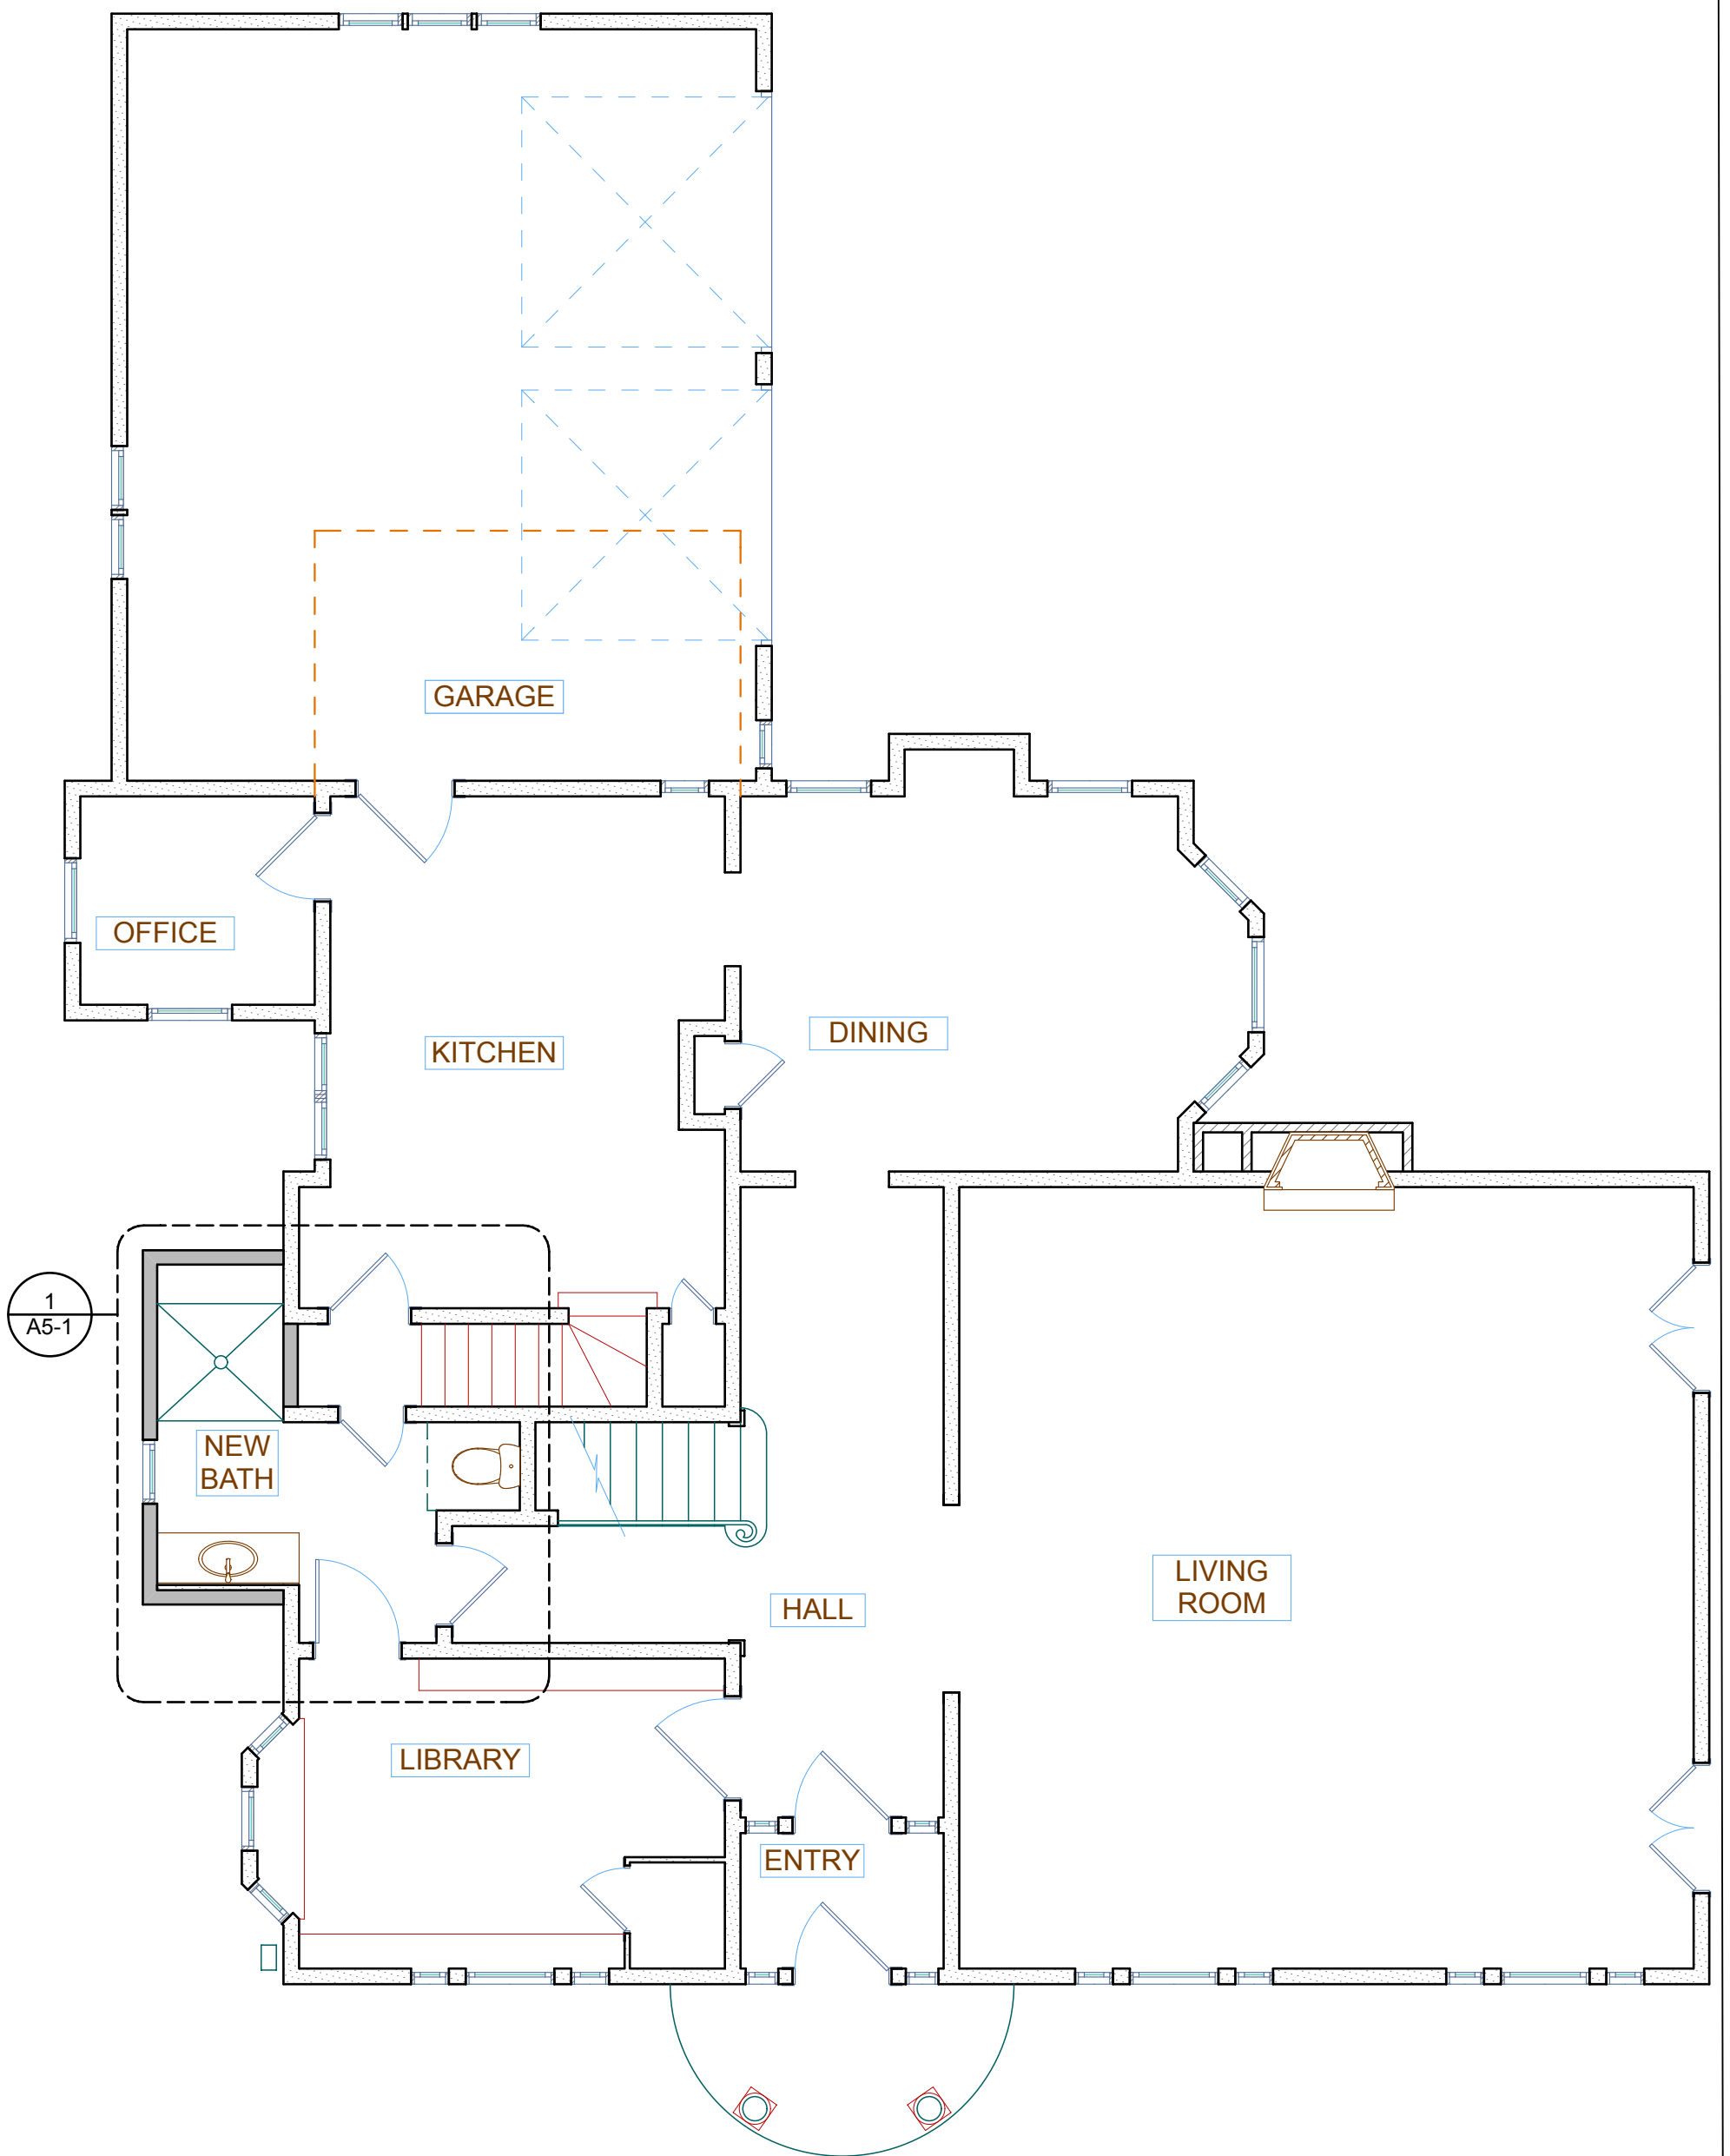 GARAGE
OFFICE
KITCHEN
DINING
1
A5-1
NEW
BATH
LIVING
ROOM
HALL
LIBRARY
ENTRY